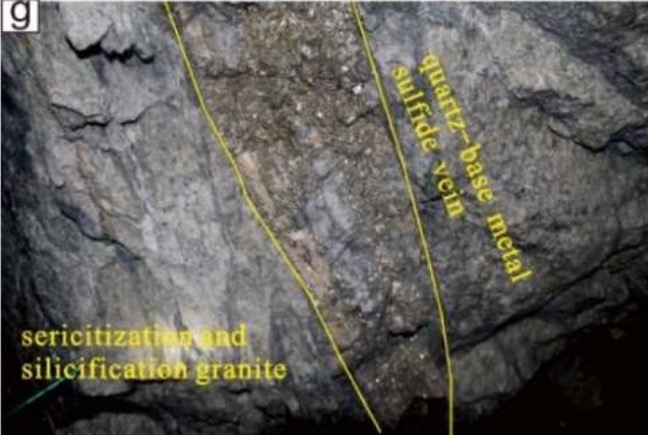 g
quartz-base metal
sulfide vein
sericitization and
silicification granite